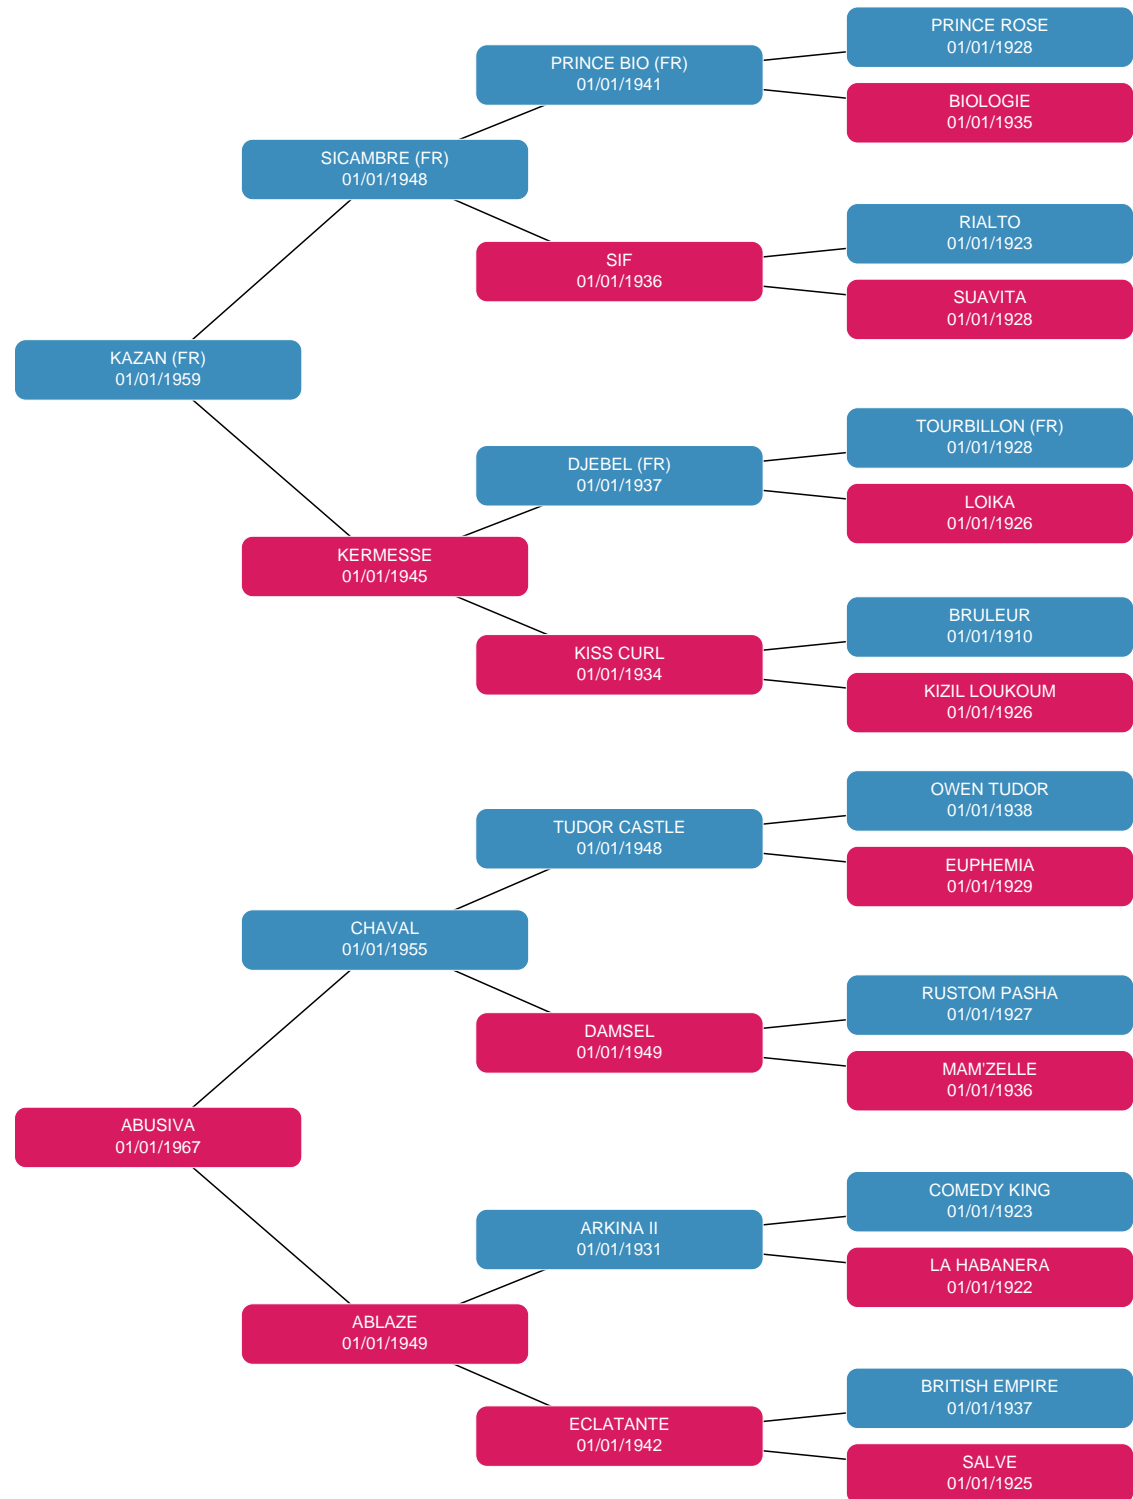 PRINCE ROSE
01/01/1928
PRINCE BIO (FR)
01/01/1941
BIOLOGIE
01/01/1935
SICAMBRE (FR)
01/01/1948
RIALTO
01/01/1923
SIF
01/01/1936
SUAVITA
01/01/1928
KAZAN (FR)
01/01/1959
TOURBILLON (FR)
01/01/1928
DJEBEL (FR)
01/01/1937
LOIKA
01/01/1926
KERMESSE
01/01/1945
BRULEUR
01/01/1910
KISS CURL
01/01/1934
KIZIL LOUKOUM
01/01/1926
OWEN TUDOR
01/01/1938
TUDOR CASTLE
01/01/1948
EUPHEMIA
01/01/1929
CHAVAL
01/01/1955
RUSTOM PASHA
01/01/1927
DAMSEL
01/01/1949
MAM'ZELLE
01/01/1936
ABUSIVA
01/01/1967
COMEDY KING
01/01/1923
ARKINA II
01/01/1931
LA HABANERA
01/01/1922
ABLAZE
01/01/1949
BRITISH EMPIRE
01/01/1937
ECLATANTE
01/01/1942
SALVE
01/01/1925